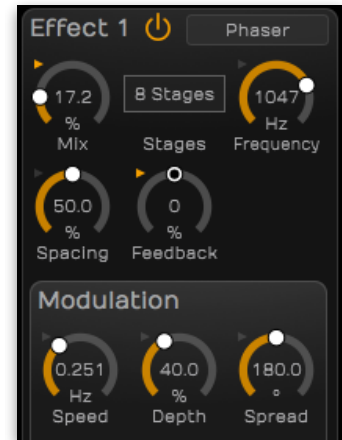 Effect 1 Phaser
17.2 8 Stages 1047
% Hz
Mix Stages Frequency
50.0 0
% %
Spacing Feedback
Modulation
0.251 40.0 180.0
Hz % °
Speed Depth Spread